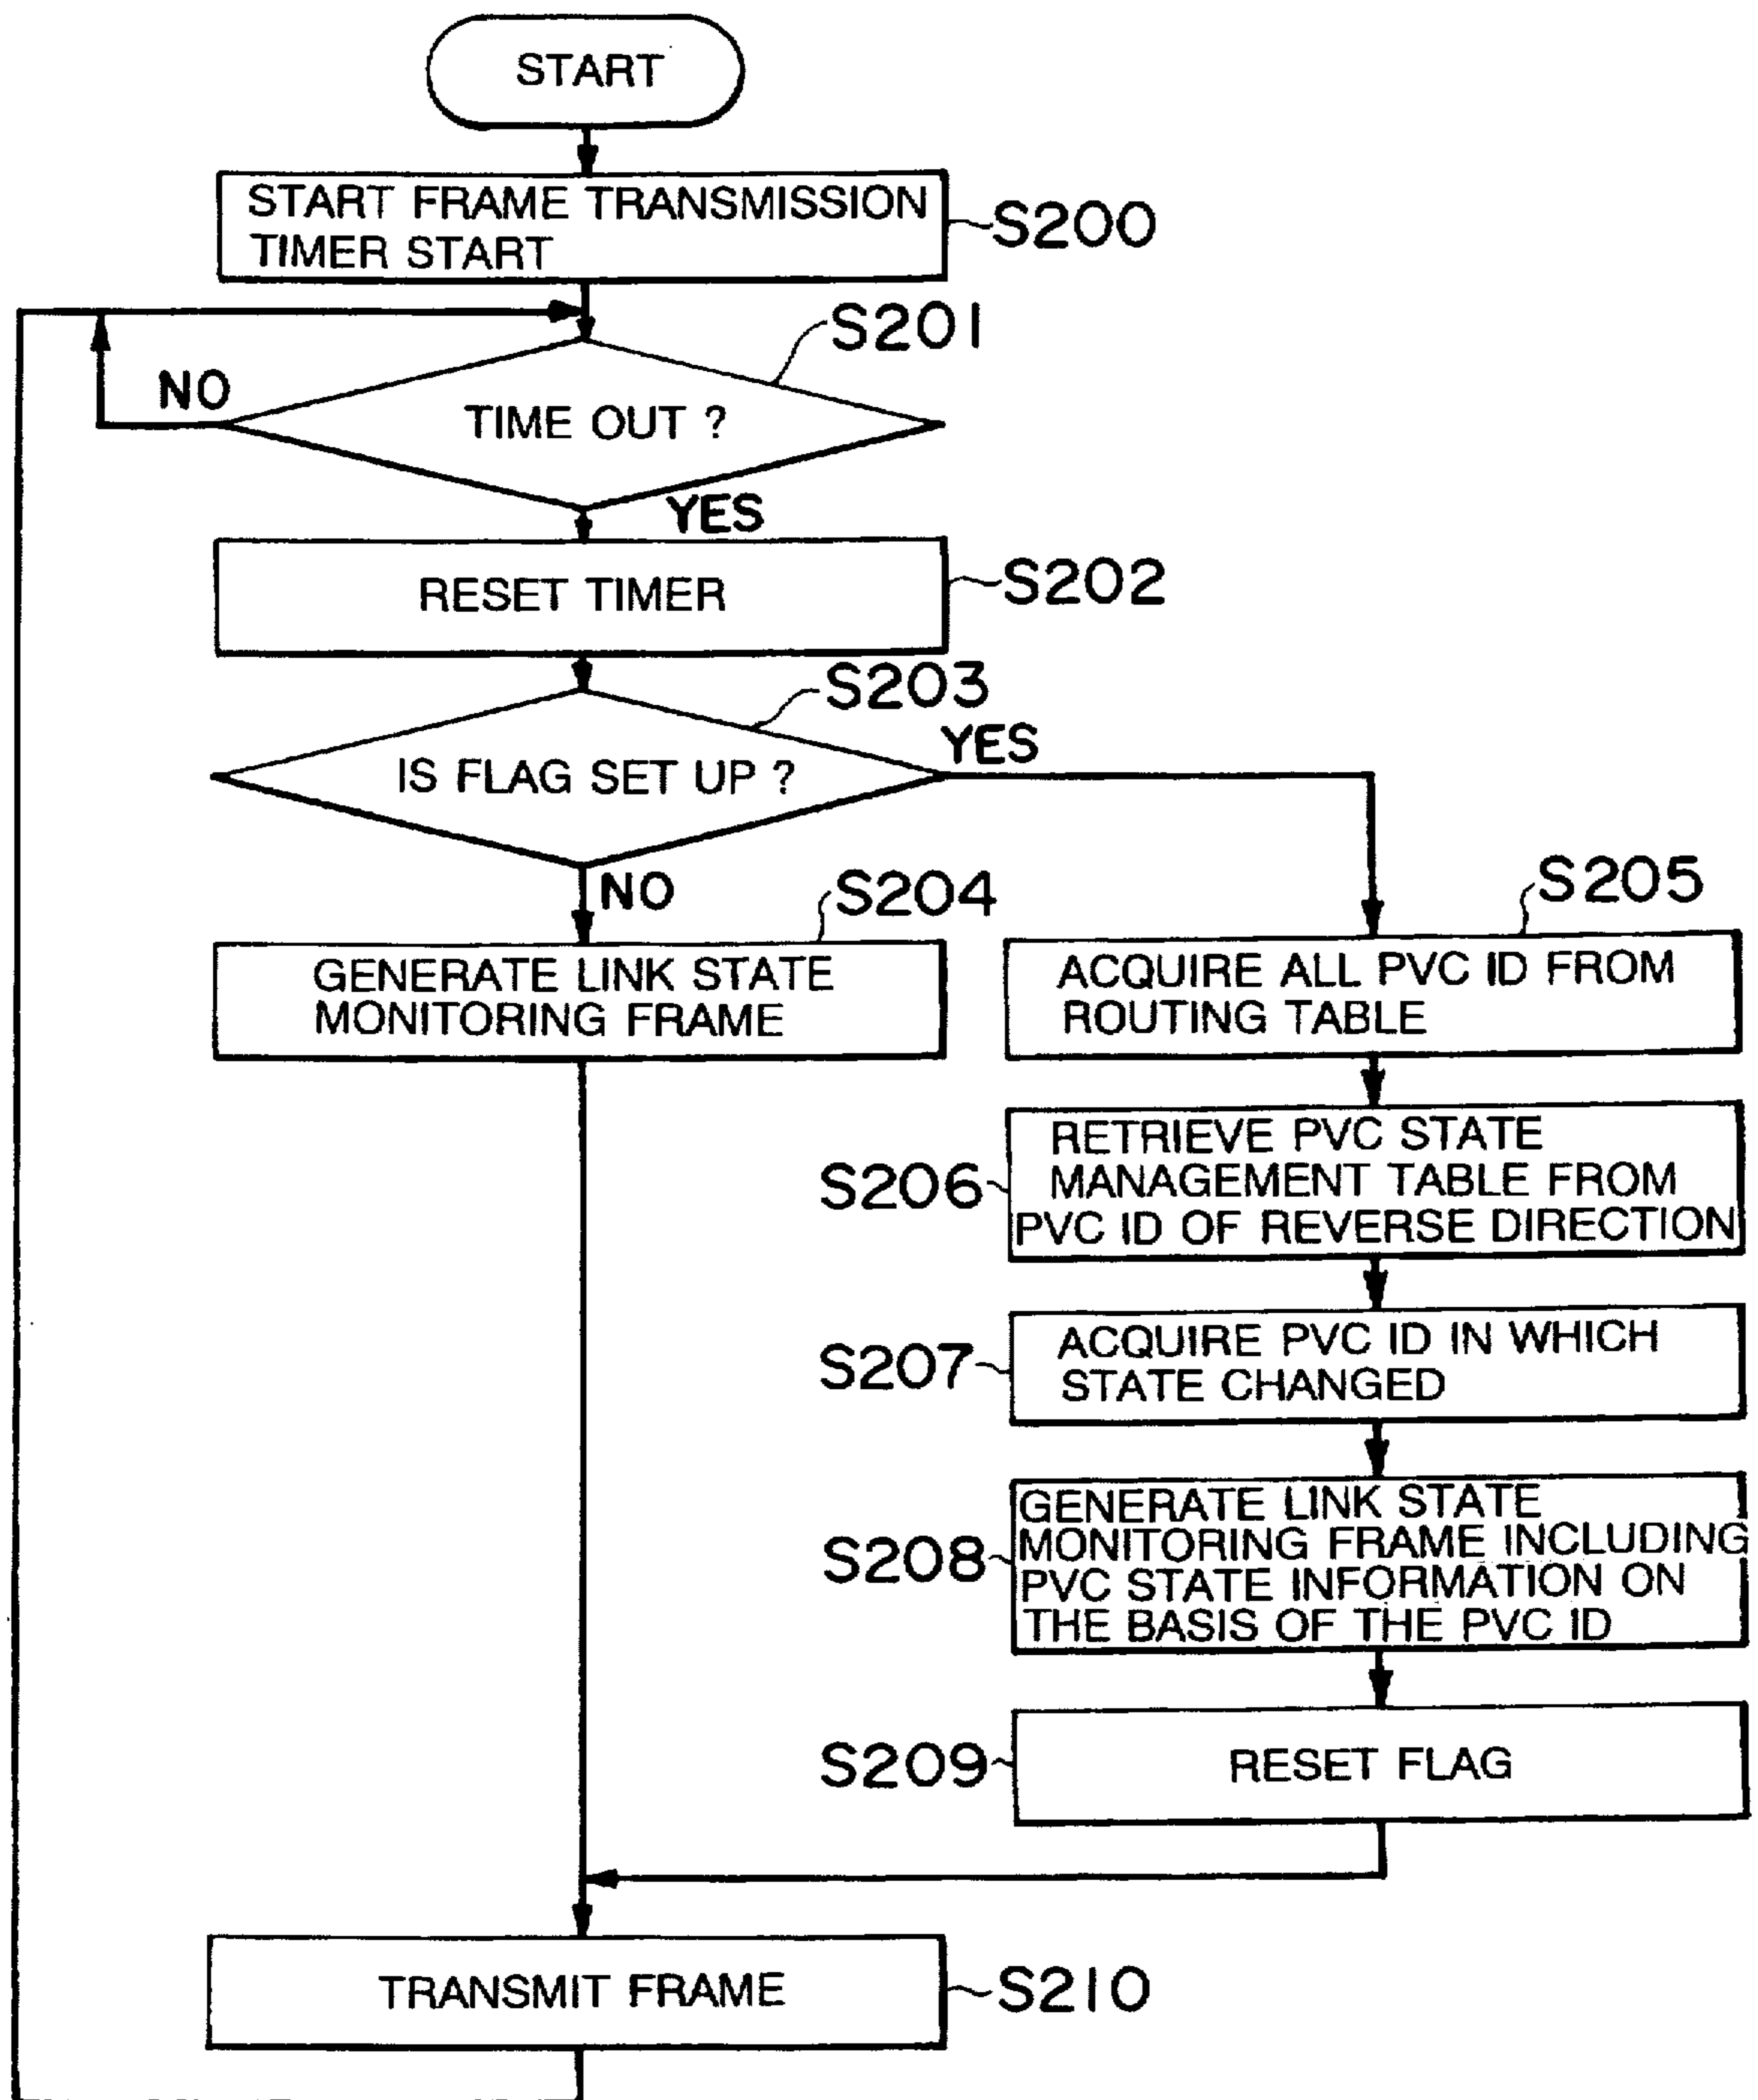 START
START FRAME TRANSMISSION
TIMER START
S200
S201
NO
TIME OUT ?
YES
RESET TIMER
S202
S203
YES
IS FLAG SET UP ?
NO
S204
GENERATE LINK STATE
MONITORING FRAME
S205
ACQUIRE ALL PVC ID FROM
ROUTING TABLE
S206
RETRIEVE PVC STATE
MANAGEMENT TABLE FROM
PVC ID OF REVERSE DIRECTION
S207
ACQUIRE PVC ID IN WHICH
STATE CHANGED
S208
GENERATE LINK STATE
MONITORING FRAME INCLUDING
PVC STATE INFORMATION ON
THE BASIS OF THE PVC ID
S209
RESET FLAG
TRANSMIT FRAME
S210